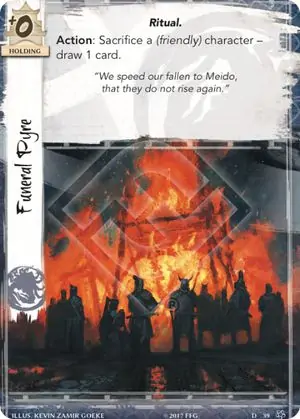 +0
HOLDING
Ritual.
Action: Sacrifice a (friendly) character –
draw 1 card.
“We speed our fallen to Meido,
that they do not rise again.”
Funeral Pyre
ILLUS. KEVIN ZAMIR GOEKE
© 2017 FFG
D 39